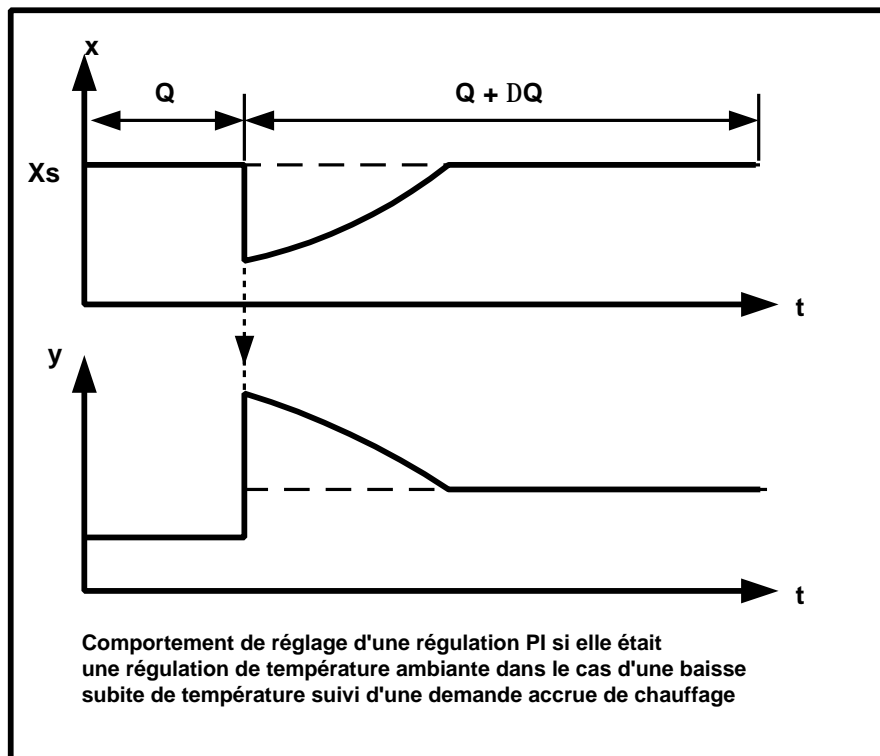 x
Q
Q + DQ
Xs
t
y
t
Comportement de réglage d'une régulation PI si elle était
une régulation de température ambiante dans le cas d'une baisse
subite de température suivi d'une demande accrue de chauffage